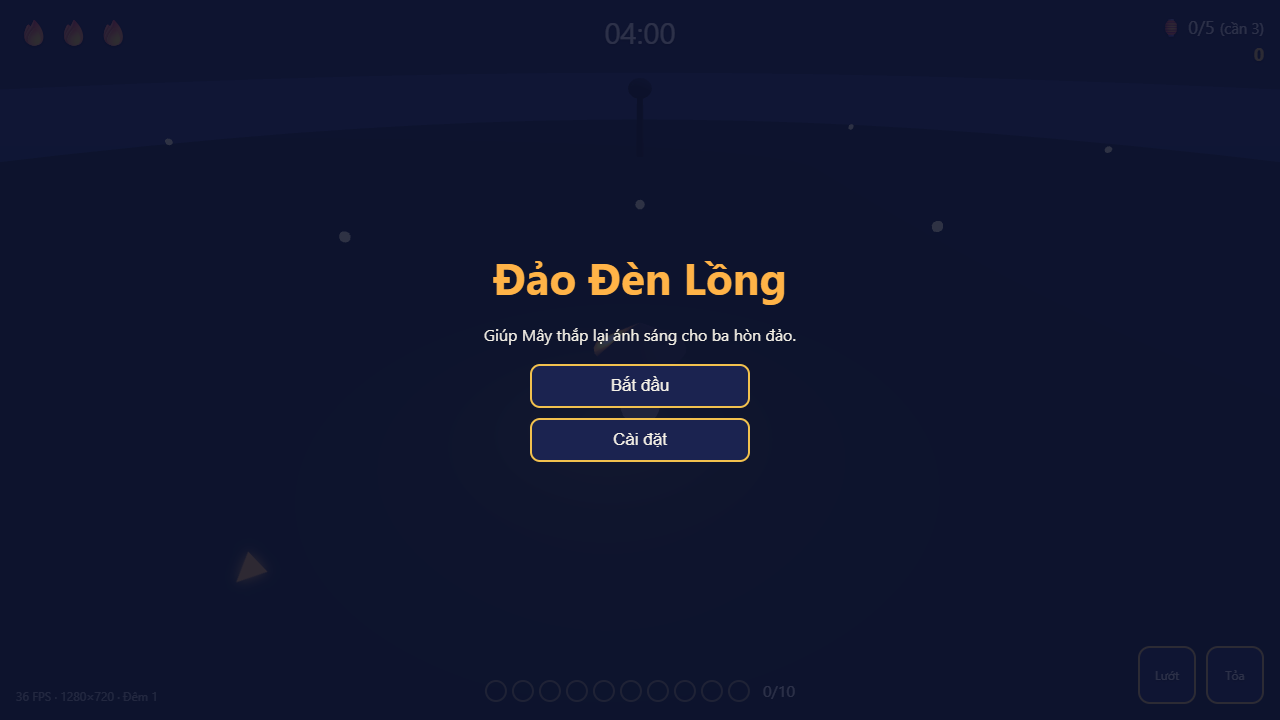 04:00
0/5 (cần 3)
0
Đảo Đèn Lồng
Giúp Mây thắp lại ánh sáng cho ba hòn đảo.
Bắt đầu
Cài đặt
Lướt
Tỏa
36 FPS · 1280×720 · Đêm 1
0/10